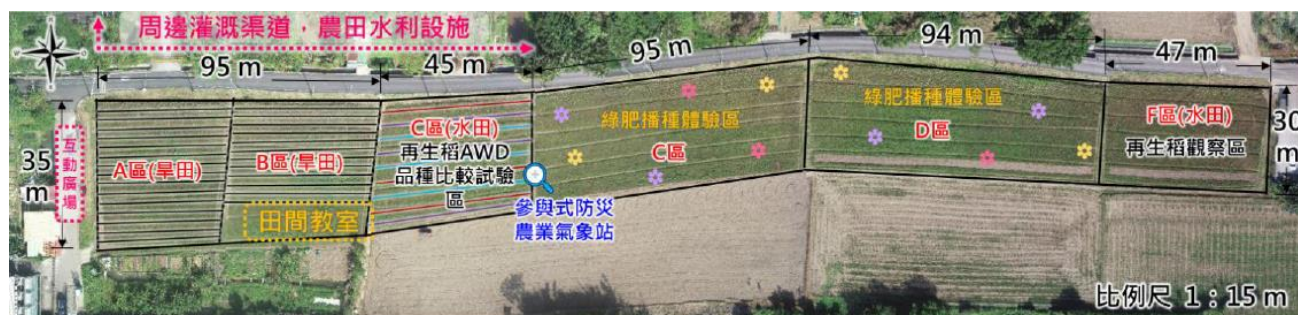 周邊灌溉渠道，農田水利設施
95 m
45 m
95 m
94 m
47 m
35 m
互動廣場
A區(旱田)
B區(旱田)
田間教室
C區(水田)
再生稻AWD
品種比較試驗
區
參與式防災
農業氣象站
綠肥播種體驗區
C區
綠肥播種體驗區
D區
F區(水田)
再生稻觀察區
30 m
比例尺 1：15 m